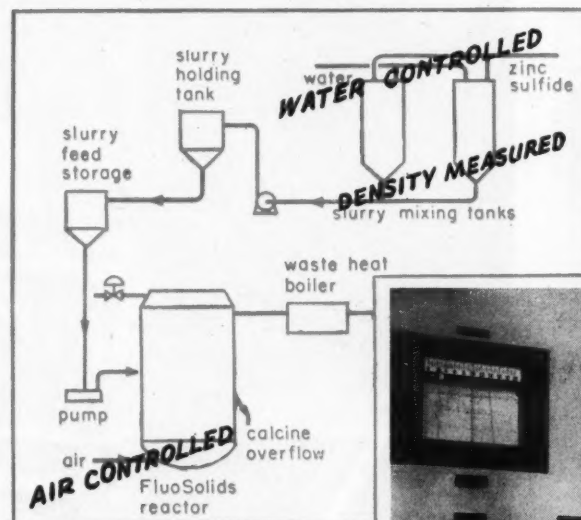 slurry
holding
tank
water
zinc
sulfide
WATER CONTROLLED
slurry
feed
storage
DENSITY MEASURED
slurry mixing tanks
waste heat
boiler
pump
calcine
overflow
air
AIR CONTROLLED
FluoSolids
reactor